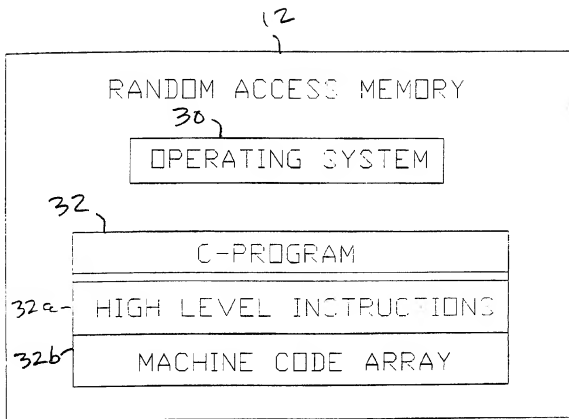 12
RANDOM ACCESS MEMORY
30
OPERATING SYSTEM
32
C-PROGRAM
32a
HIGH LEVEL INSTRUCTIONS
32b
MACHINE CODE ARRAY